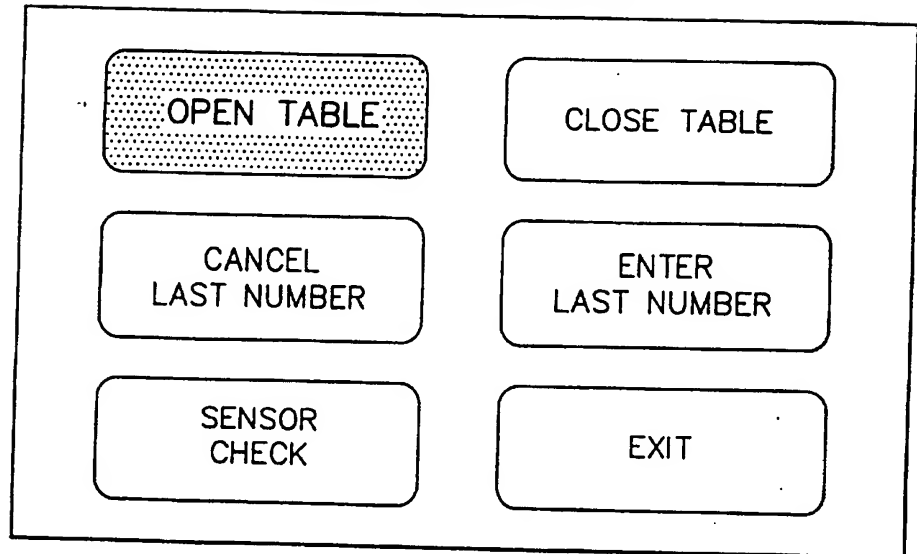 OPEN TABLE
CLOSE TABLE
CANCEL
LAST NUMBER
ENTER
LAST NUMBER
SENSOR
CHECK
EXIT